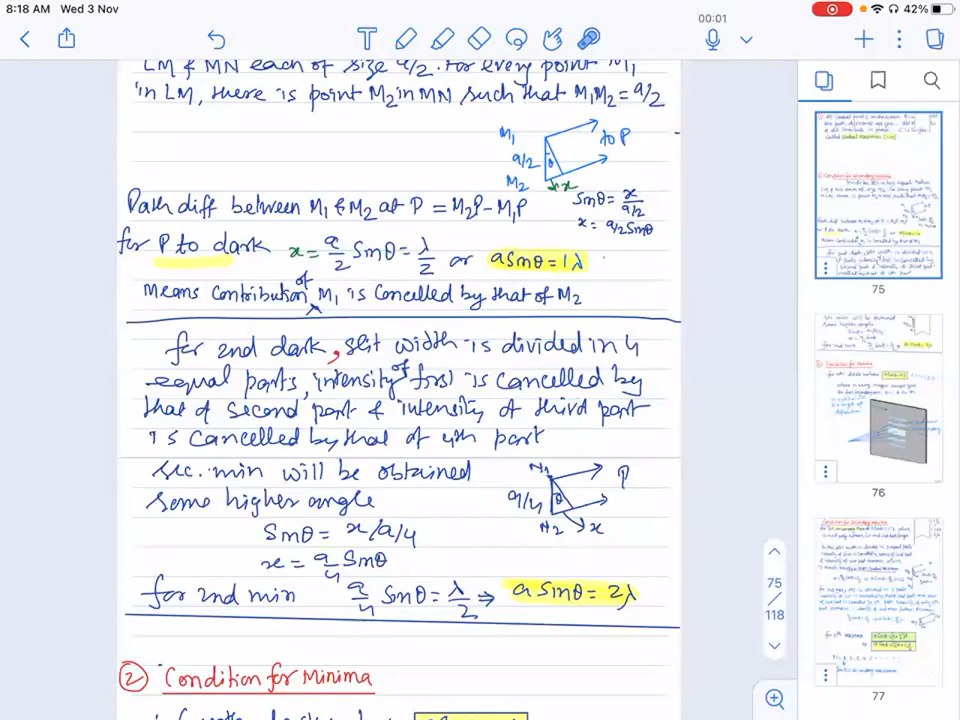 8:18 AM Wed 3 Nov
42%
00:01
LM & MN each of size a/2. For every point M₁
in LM, there is point M₂ in MN such that M₁M₂ = a/2
M₁
to P
a/2
θ
M₂
x
Sinθ = x/a/2
x = a/2 Sinθ
Path diff between M₁ & M₂ at P = M₂P - M₁P
for P to dark x = a/2 Sinθ = λ/2 or a Sinθ = 1λ
means contribution of M₁ is cancelled by that of M₂
for 2nd dark, slit width is divided in 4
equal parts, intensity of first is cancelled by
that of second part & intensity of third part
is cancelled by that of 4th part
sec. min will be obtained
some higher angle
N₁
P
a/4
θ
N₂
x
Sinθ = x/a/4
x = a/4 Sinθ
for 2nd min a/4 Sinθ = λ/2 → a Sinθ = 2λ
② Condition for Minima
75
76
77
75
/
118